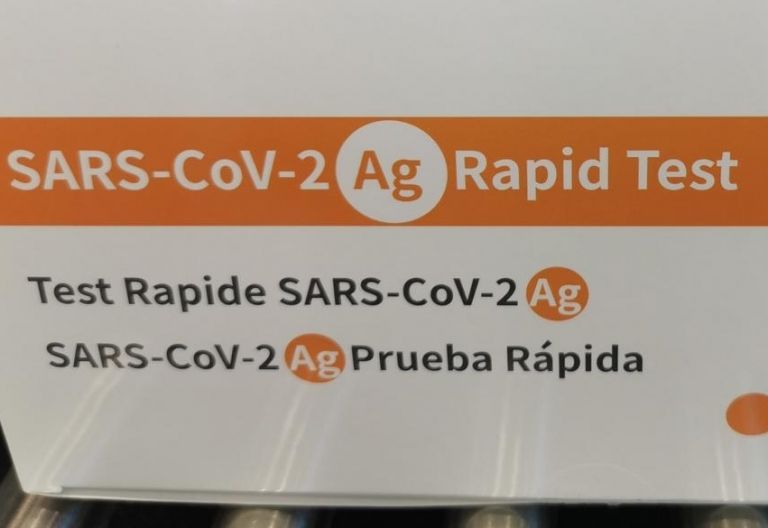 SARS-CoV-2 Ag Rapid Test
Test Rapide SARS-CoV-2 Ag
SARS-CoV-2 Ag Prueba Rápida